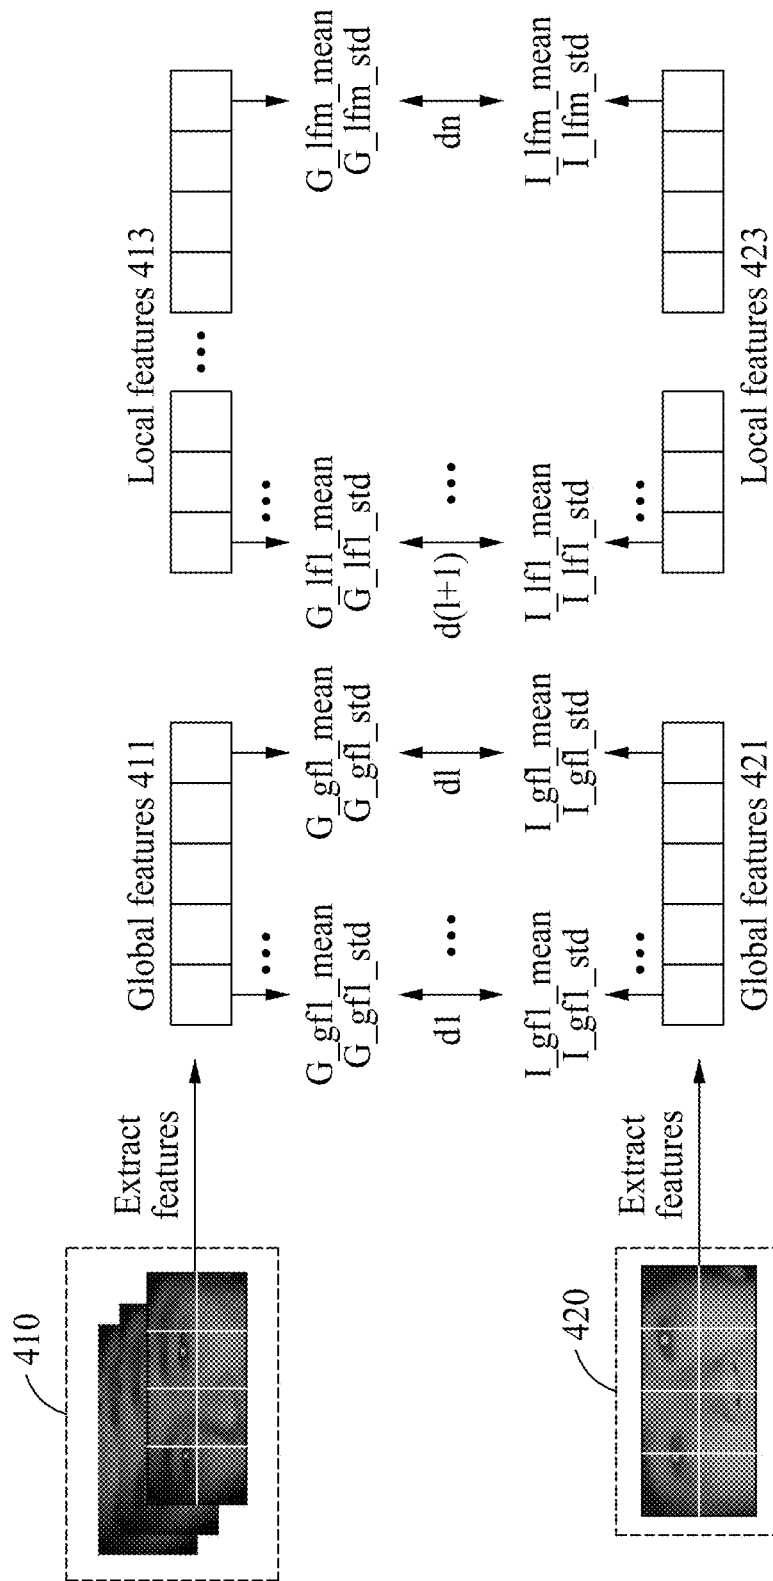 410
Extract
features
Global features 411
Local features 413
G_gf1_mean
G_gf1_std
G_gfl_mean
G_gfl_std
G_lf1_mean
G_lf1_std
G_lfm_mean
G_lfm_std
d1
dl
d(l+1)
dn
I_gf1_mean
I_gf1_std
I_gfl_mean
I_gfl_std
I_lf1_mean
I_lf1_std
I_lfm_mean
I_lfm_std
420
Extract
features
Global features 421
Local features 423